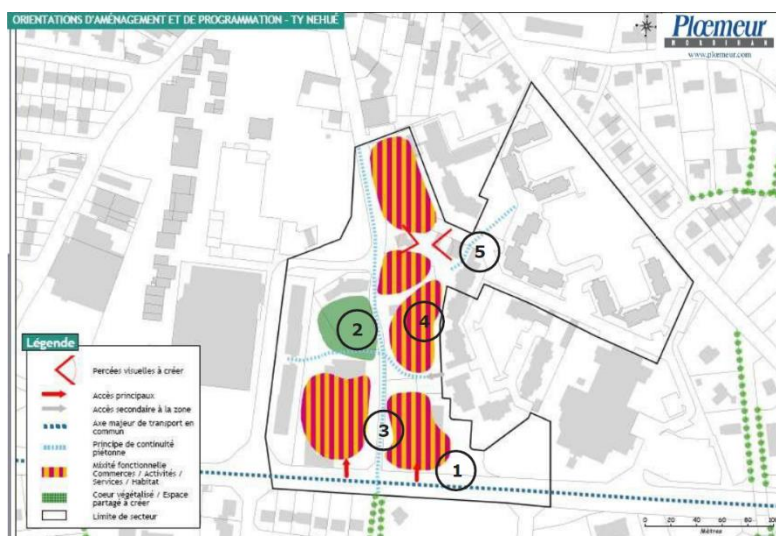 ORIENTATIONS D'AMÉNAGEMENT ET DE PROGRAMMATION - TY NEHUÉ
Plœmeur
MORBIHAN
www.ploemeur.com
5
4
2
3
1
Légende
Percées visuelles à créer
Accès principaux
Accès secondaire à la zone
Axe majeur de transport en
commun
Principe de continuité
piétonne
Mixité fonctionnelle
Commerces / Activités /
Services / Habitat
Coeur végétalisé / Espace
partagé à créer
Limite de secteur
0 20 40 60 80 100
Mètres